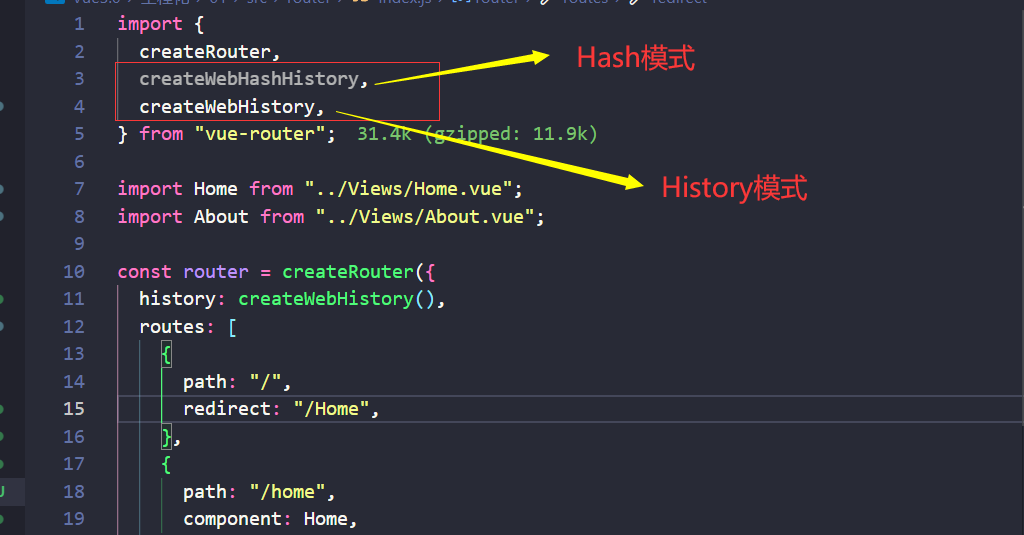 1 import {
2 createRouter,
3 createWebHashHistory,
Hash模式
4 createWebHistory,
5 } from "vue-router"; 31.4k (gzipped: 11.9k)
6
History模式
7 import Home from "../Views/Home.vue";
8 import About from "../Views/About.vue";
9
10 const router = createRouter({
11 history: createWebHistory(),
12 routes: [
13 {
14 path: "/",
15 redirect: "/Home",
16 },
17 {
18 path: "/home",
19 component: Home,